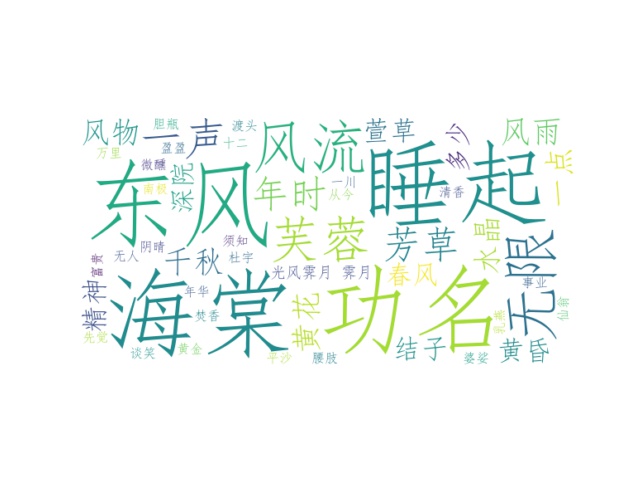 风物
胆瓶
一声
渡头
十二
风流
萱草
多少
风雨
一点
万里
微醺
盈盈
深院
南极
东风
年时
一川
从今
睡起
清香
芙蓉
芳草
水晶
无限
富贵
无人
阴晴
千秋
须知
杜宇
光风霁月
霁月
春风
事业
精神
海棠
年华
焚香
黄花
功名
乳燕
仙翁
先觉
谈笑
黄金
平沙
腰肢
结子
婆娑
黄昏